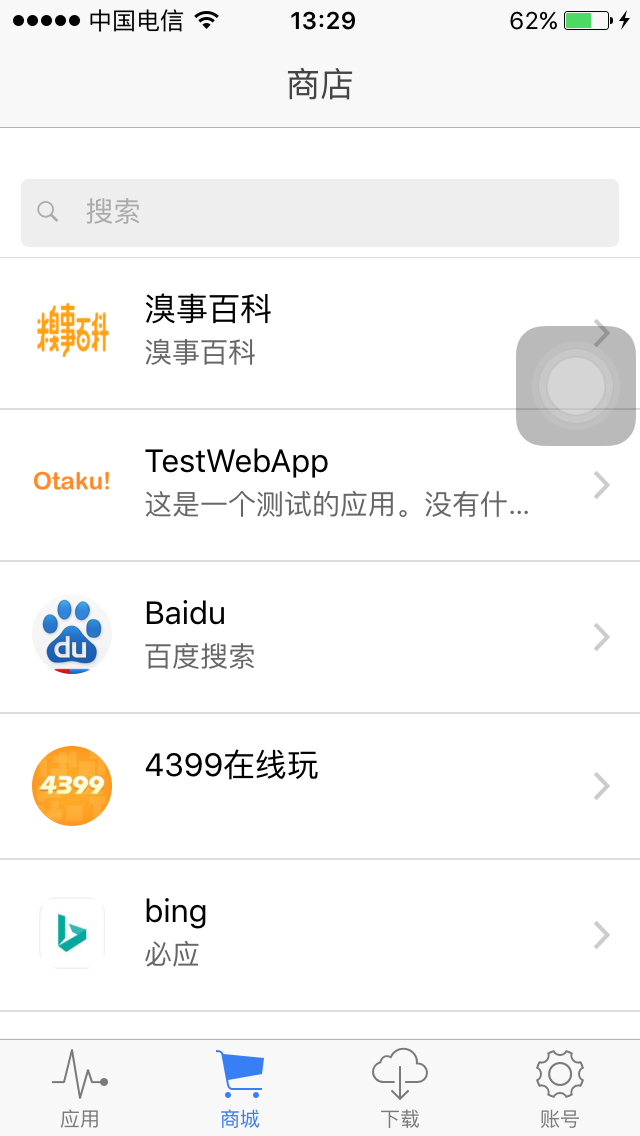 中国电信 13:29 62%
商店
搜索
糗事百科
溴事百科
溴事百科
Otaku!
TestWebApp
这是一个测试的应用。没有什...
du
Baidu
百度搜索
4399
4399在线玩
bing
必应
应用 商城 下载 账号